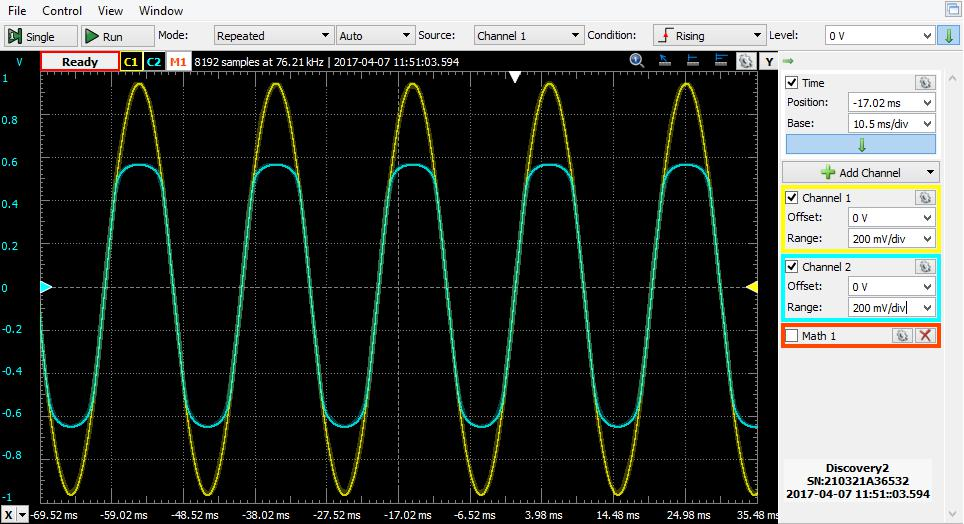 File Control View Window
Single Run Mode: Repeated Auto Source: Channel 1 Condition: Rising Level: 0 V
V Ready C1 C2 M1 8192 samples at 76.21 kHz | 2017-04-07 11:51:03.594 Y
1
0.8
0.6
0.4
0.2
0
-0.2
-0.4
-0.6
-0.8
-1
X -69.52 ms -59.02 ms -48.52 ms -38.02 ms -27.52 ms -17.02 ms -6.52 ms 3.98 ms 14.48 ms 24.98 ms 35.48 ms
Time
Position: -17.02 ms
Base: 10.5 ms/div
Add Channel
Channel 1
Offset: 0 V
Range: 200 mV/div
Channel 2
Offset: 0 V
Range: 200 mV/div
Math 1
Discovery2
SN:210321A36532
2017-04-07 11:51:03.594